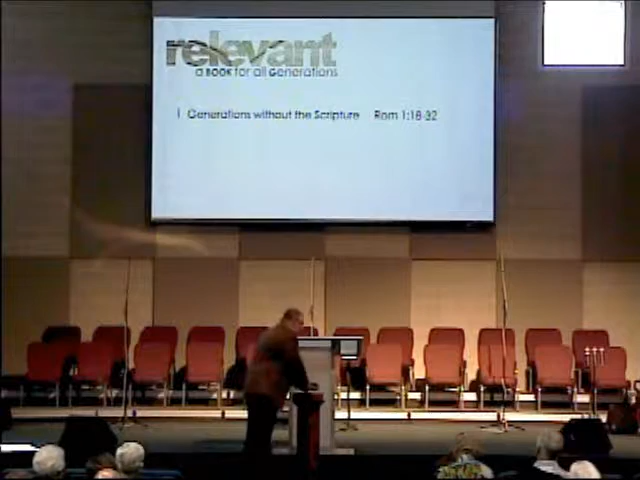 relevant
a BOOK for all Generations
I Generations without the Scripture Rom 1:18-32